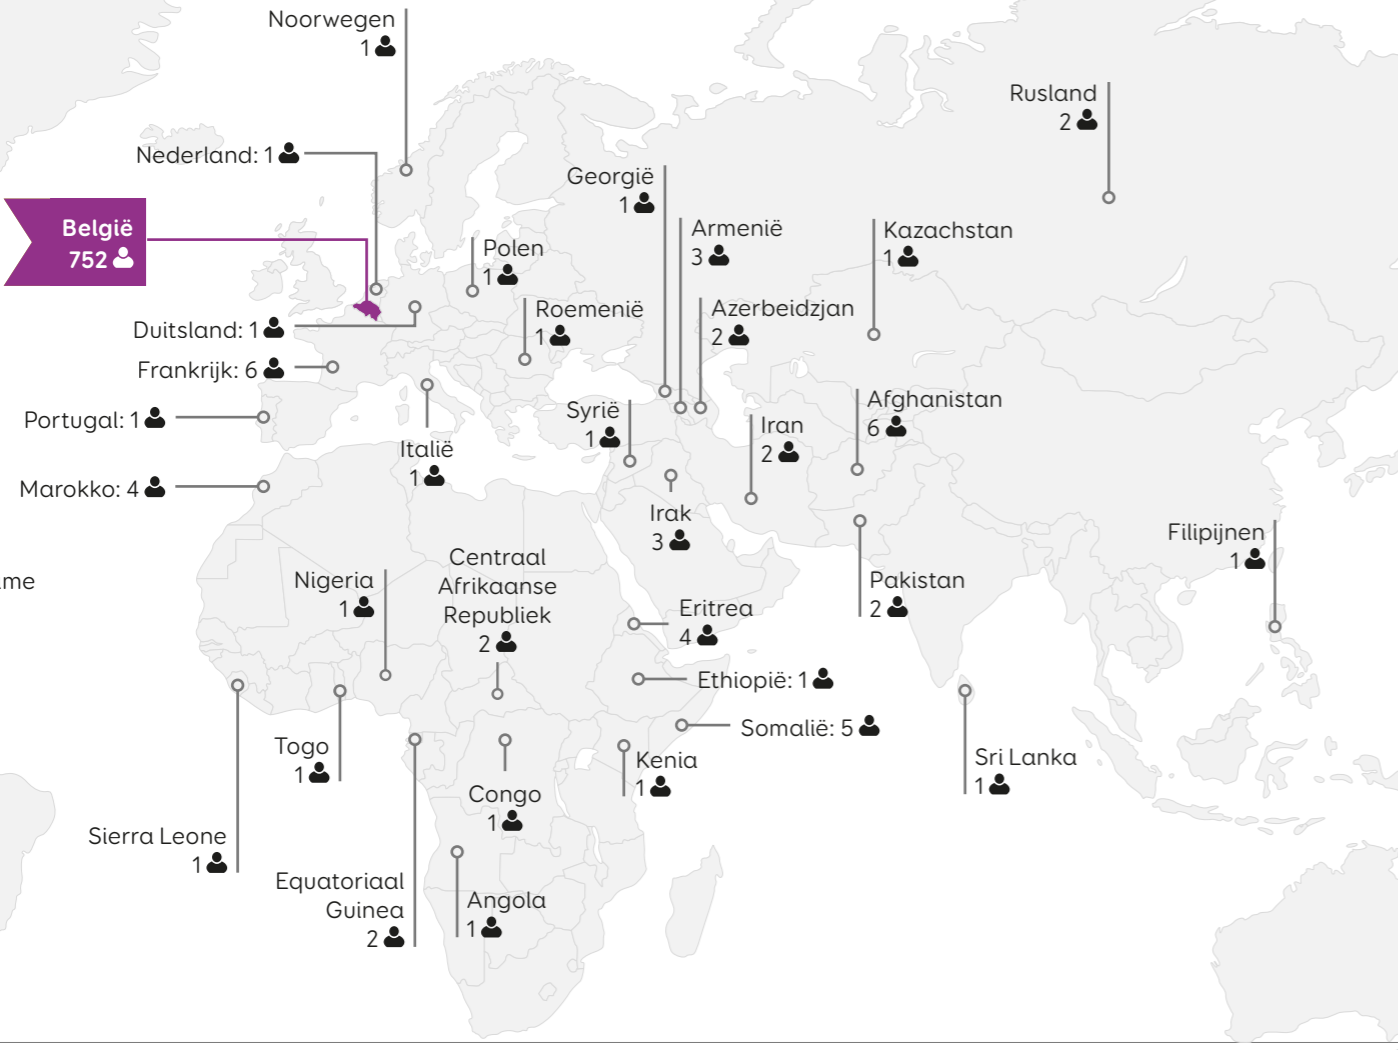 Noorwegen
1
Rusland
2
Nederland: 1
Georgië
1
België
752
Armenië
3
Kazachstan
1
Polen
1
Roemenië
1
Azerbeidzjan
2
Duitsland: 1
Frankrijk: 6
Portugal: 1
Syrië
1
Afghanistan
6
Iran
2
Italië
1
Marokko: 4
Irak
3
Filipijnen
1
Centraal
Afrikaanse
Republiek
2
me
Nigeria
1
Pakistan
2
Eritrea
4
Ethiopië: 1
Somalië: 5
Togo
1
Kenia
1
Sri Lanka
1
Congo
1
Sierra Leone
1
Equatoriaal
Guinea
2
Angola
1